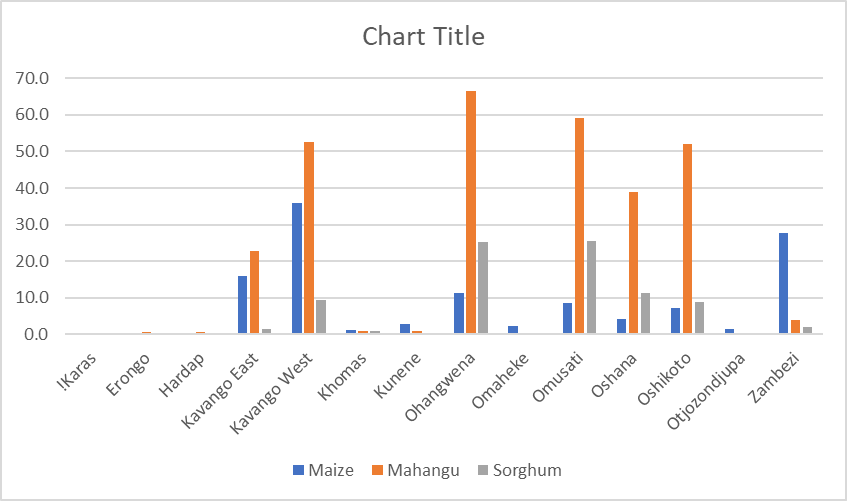 Chart Title
70.0
60.0
50.0
40.0
30.0
20.0
10.0
0.0
!Karas
Erongo
Hardap
Kavango East
Kavango West
Khomas
Kunene
Ohangwena
Omaheke
Omusati
Oshana
Oshikoto
Otjozondjupa
Zambezi
Maize Mahangu Sorghum